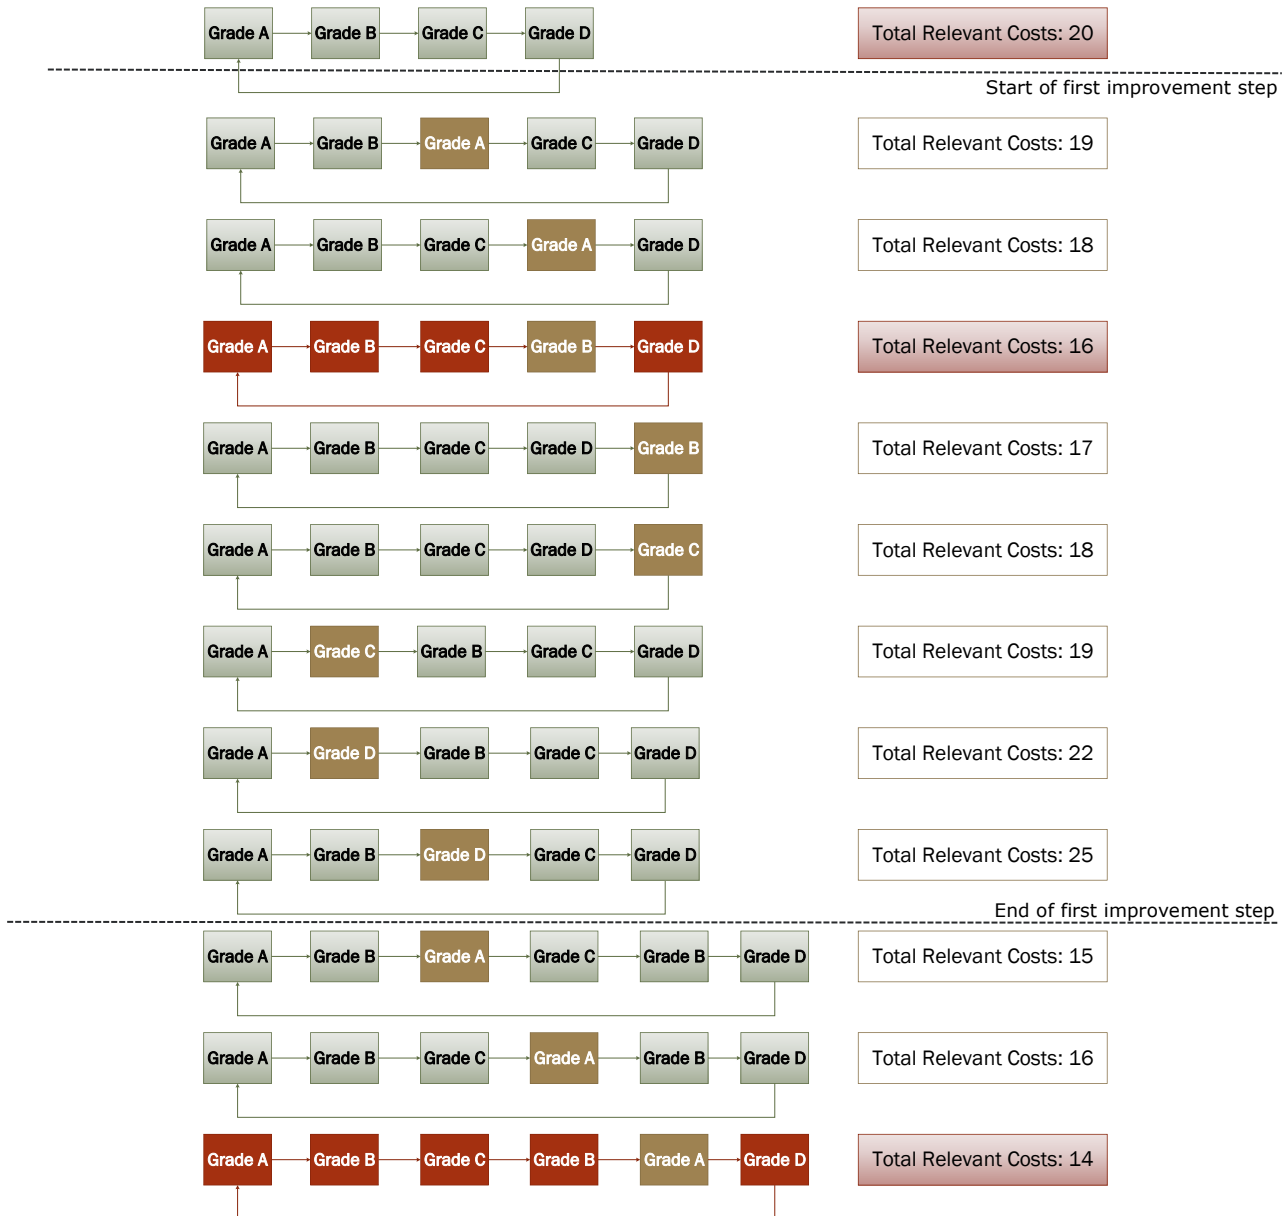 Grade A Grade B Grade C Grade D Total Relevant Costs: 20
Start of first improvement step
Grade A Grade B Grade A Grade C Grade D Total Relevant Costs: 19
Grade A Grade B Grade C Grade A Grade D Total Relevant Costs: 18
Grade A Grade B Grade C Grade B Grade D Total Relevant Costs: 16
Grade A Grade B Grade C Grade D Grade B Total Relevant Costs: 17
Grade A Grade B Grade C Grade D Grade C Total Relevant Costs: 18
Grade A Grade C Grade B Grade C Grade D Total Relevant Costs: 19
Grade A Grade D Grade B Grade C Grade D Total Relevant Costs: 22
Grade A Grade B Grade D Grade C Grade D Total Relevant Costs: 25
End of first improvement step
Grade A Grade B Grade A Grade C Grade B Grade D Total Relevant Costs: 15
Grade A Grade B Grade C Grade A Grade B Grade D Total Relevant Costs: 16
Grade A Grade B Grade C Grade B Grade A Grade D Total Relevant Costs: 14